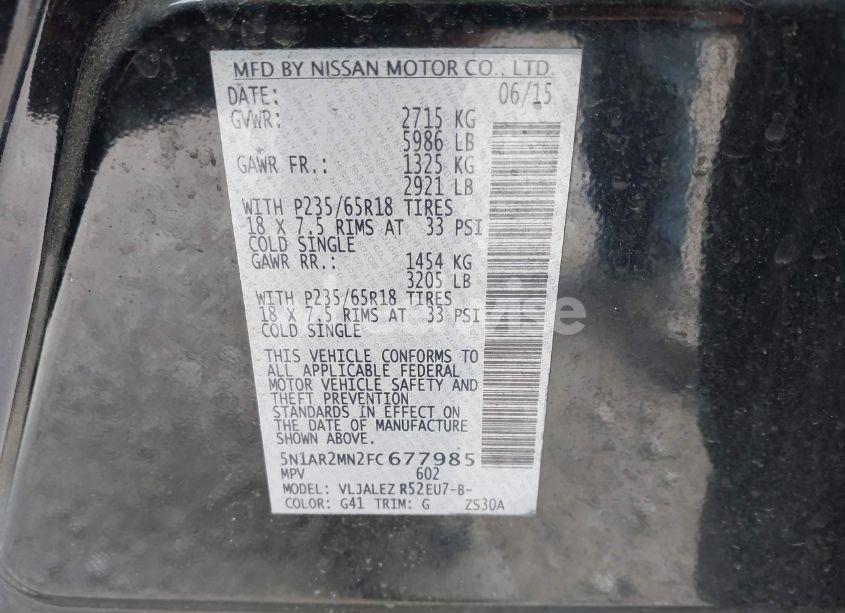 MFD BY NISSAN MOTOR CO., LTD.
DATE: 06/15
GVWR: 2715 KG
5986 LB
GAWR FR.: 1325 KG
2921 LB
WITH P235/65R18 TIRES
18 X 7.5 RIMS AT 33 PSI
COLD SINGLE
GAWR RR.: 1454 KG
3205 LB
WITH P235/65R18 TIRES
18 X 7.5 RIMS AT 33 PSI
COLD SINGLE
THIS VEHICLE CONFORMS TO
ALL APPLICABLE FEDERAL
MOTOR VEHICLE SAFETY AND
THEFT PREVENTION
STANDARDS IN EFFECT ON
THE DATE OF MANUFACTURE
SHOWN ABOVE.
5N1AR2MN2FC677985
MPV 602
MODEL: VLJALEZ R52EU7-B-
COLOR: G41 TRIM: G ZS30A